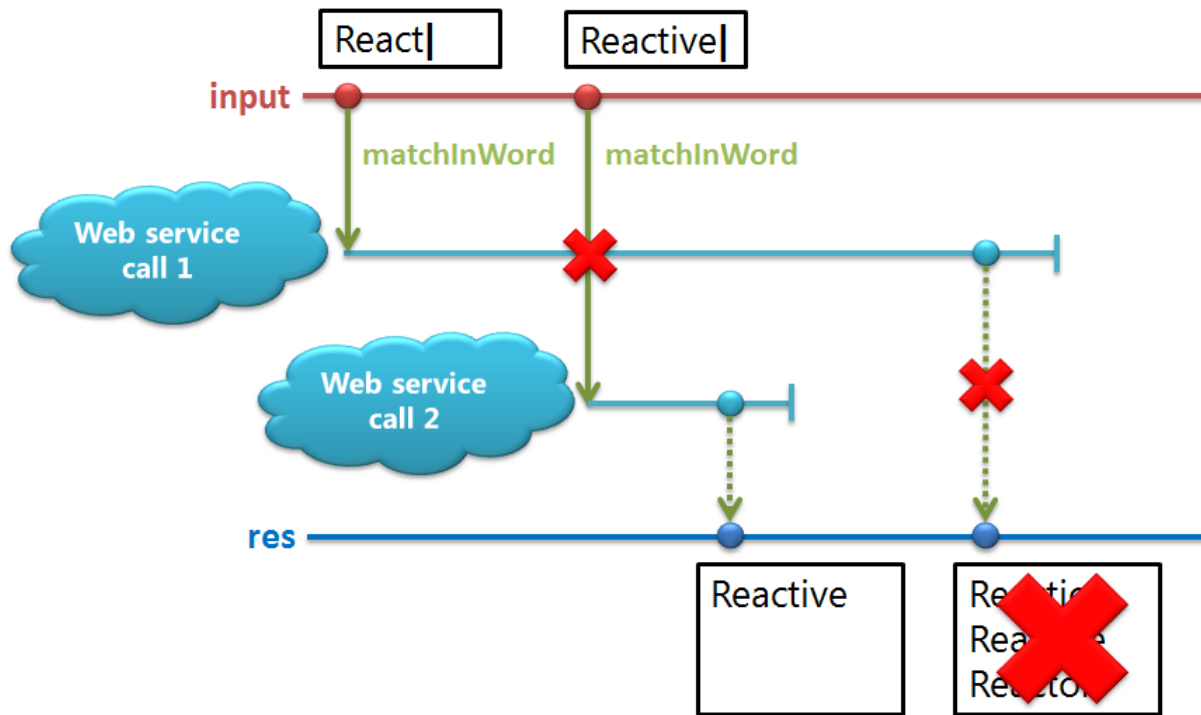 React|
Reactive|
input
matchInWord
matchInWord
Web service
call 1
Web service
call 2
res
Reactive